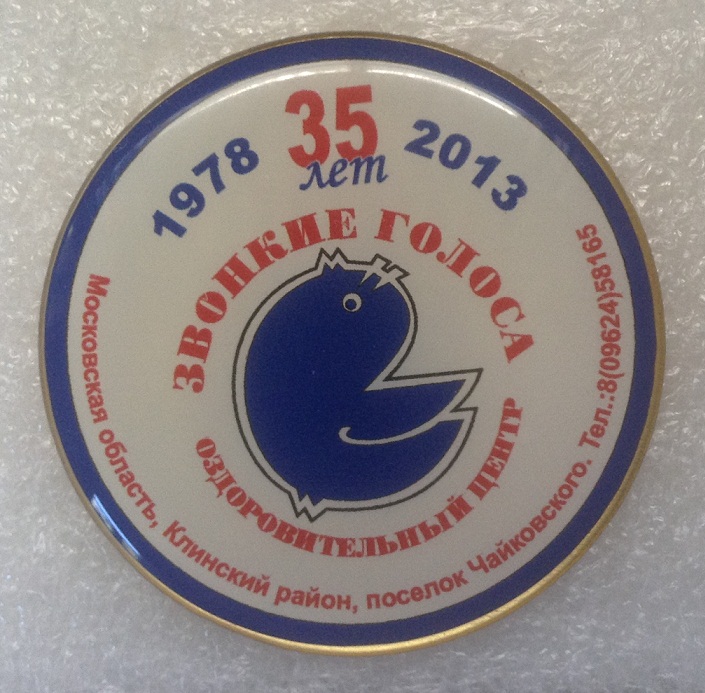 1978 35 2013
лет
ЗВОНКИЕ ГОЛОСА
ОЗДОРОВИТЕЛЬНЫЙ ЦЕНТР
Московская область, Клинский район, поселок Чайковского. Тел.:8(09624)58165